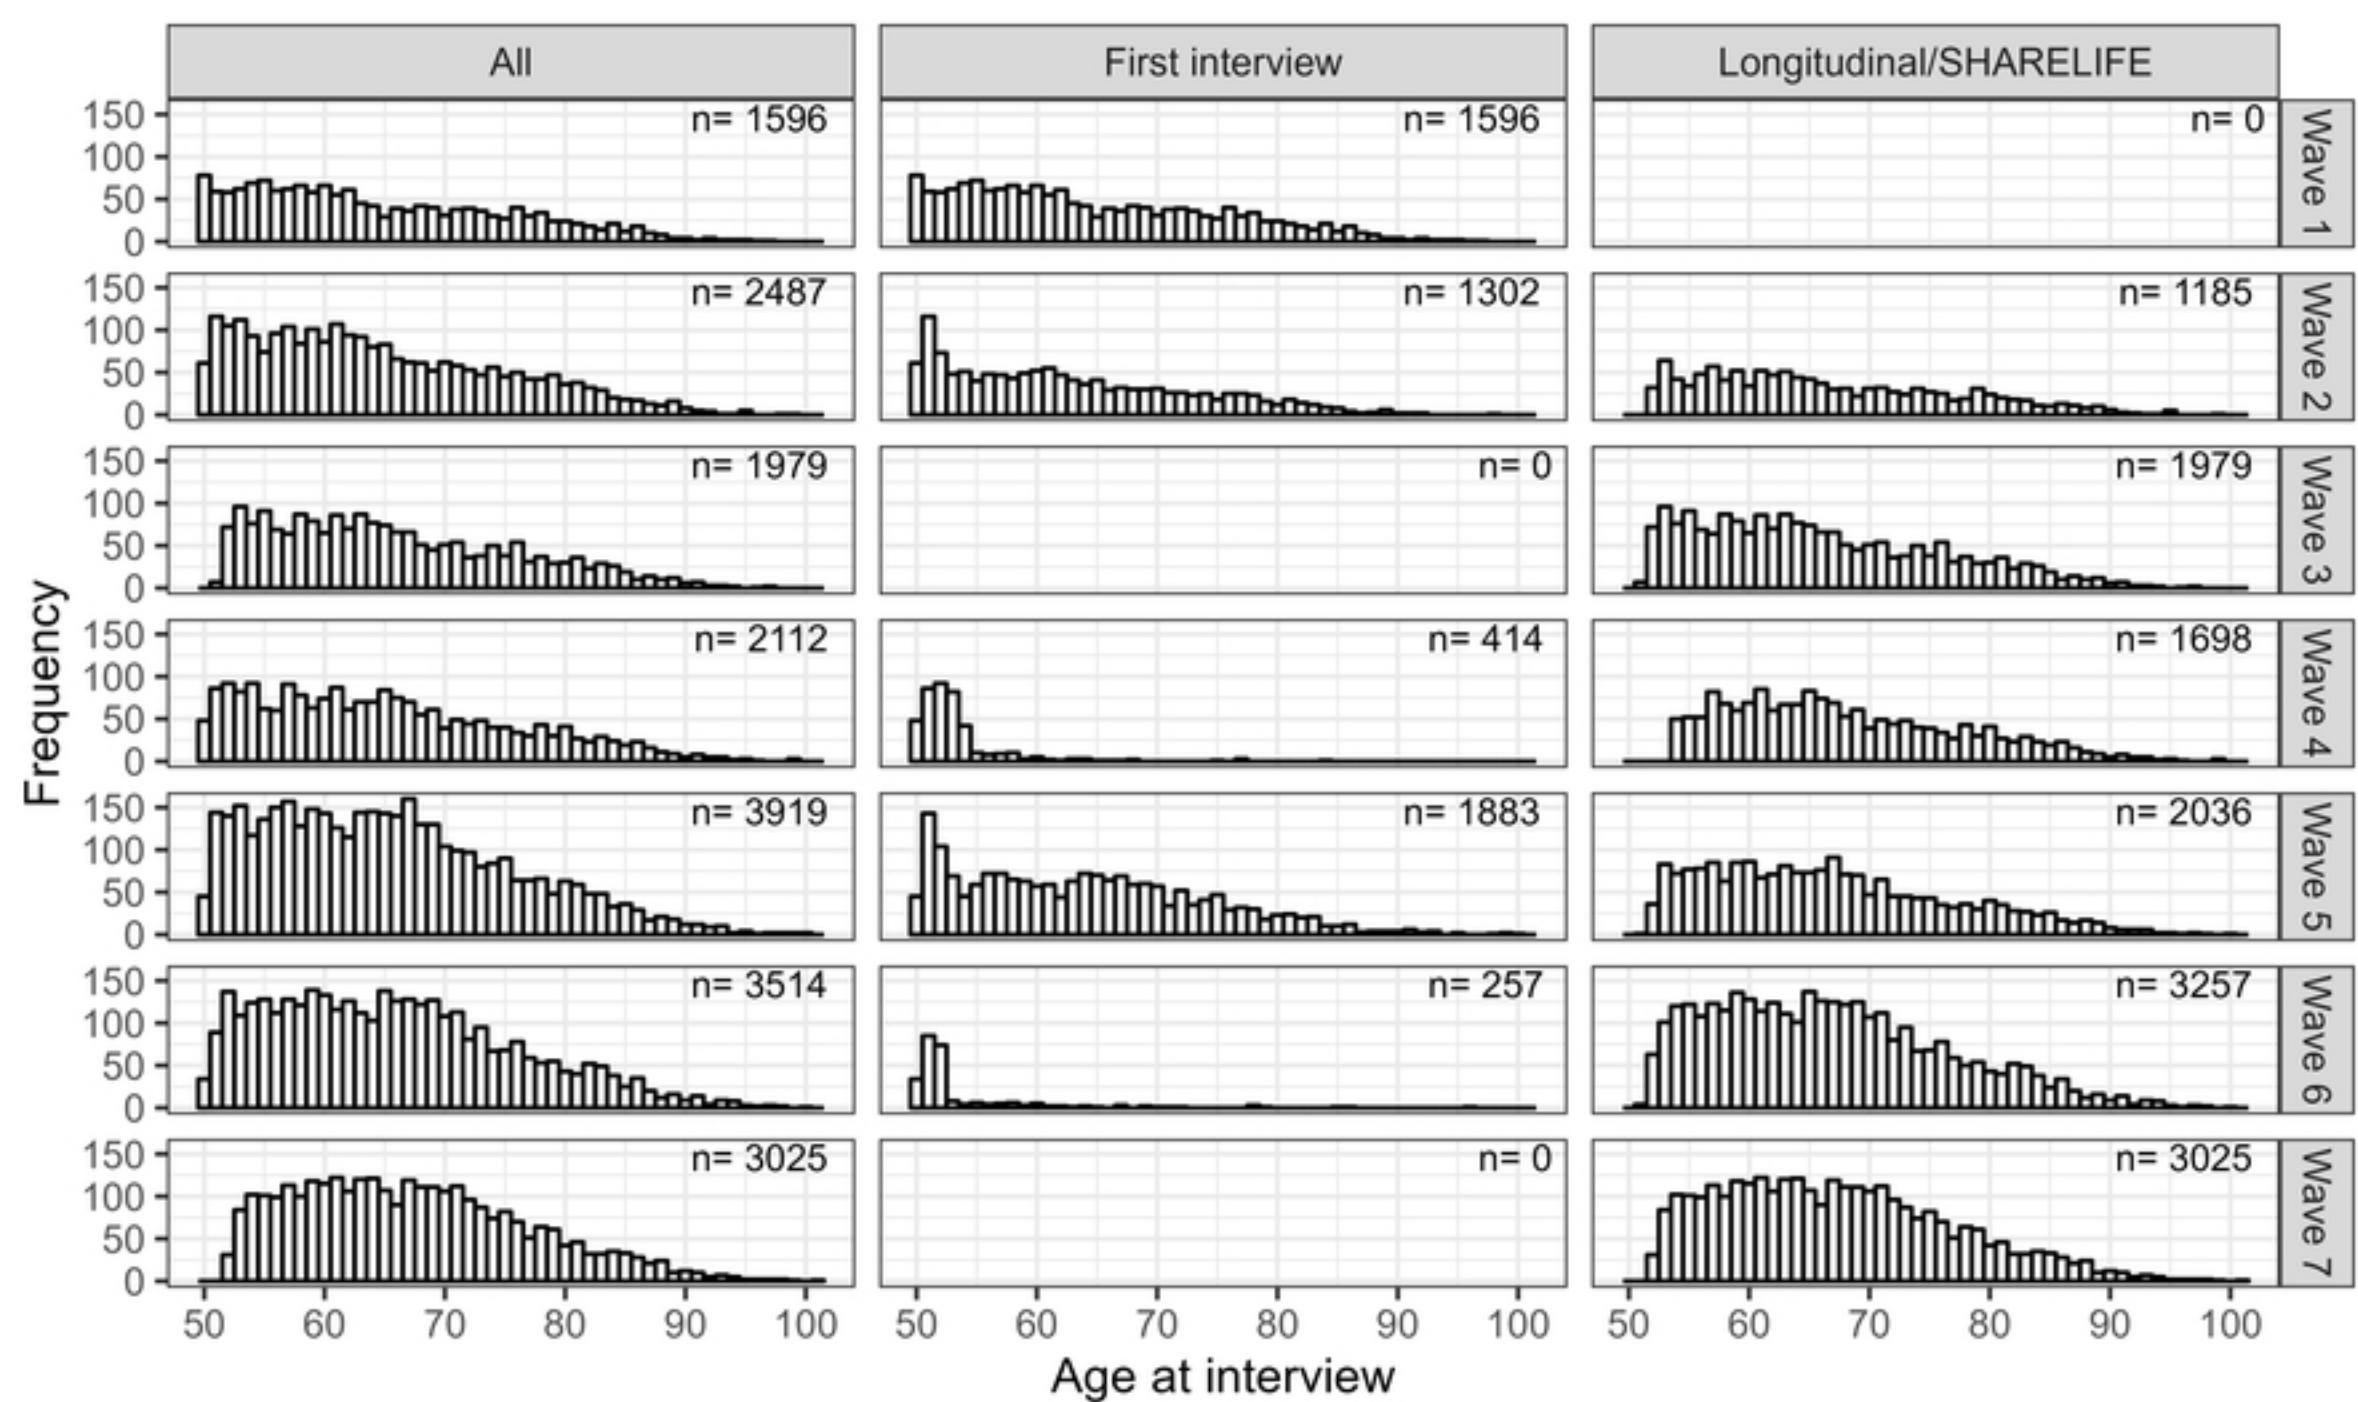 All First interview Longitudinal/SHARELIFE
150 n= 1596 n= 1596 n= 0 Wave 1
100
50
0
150 n= 2487 n= 1302 n= 1185 Wave 2
100
50
0
150 n= 1979 n= 0 n= 1979 Wave 3
100
50
0
Frequency
150 n= 2112 n= 414 n= 1698 Wave 4
100
50
0
150 n= 3919 n= 1883 n= 2036 Wave 5
100
50
0
150 n= 3514 n= 257 n= 3257 Wave 6
100
50
0
150 n= 3025 n= 0 n= 3025 Wave 7
100
50
0
50 60 70 80 90 100 50 60 70 80 90 100 50 60 70 80 90 100
Age at interview